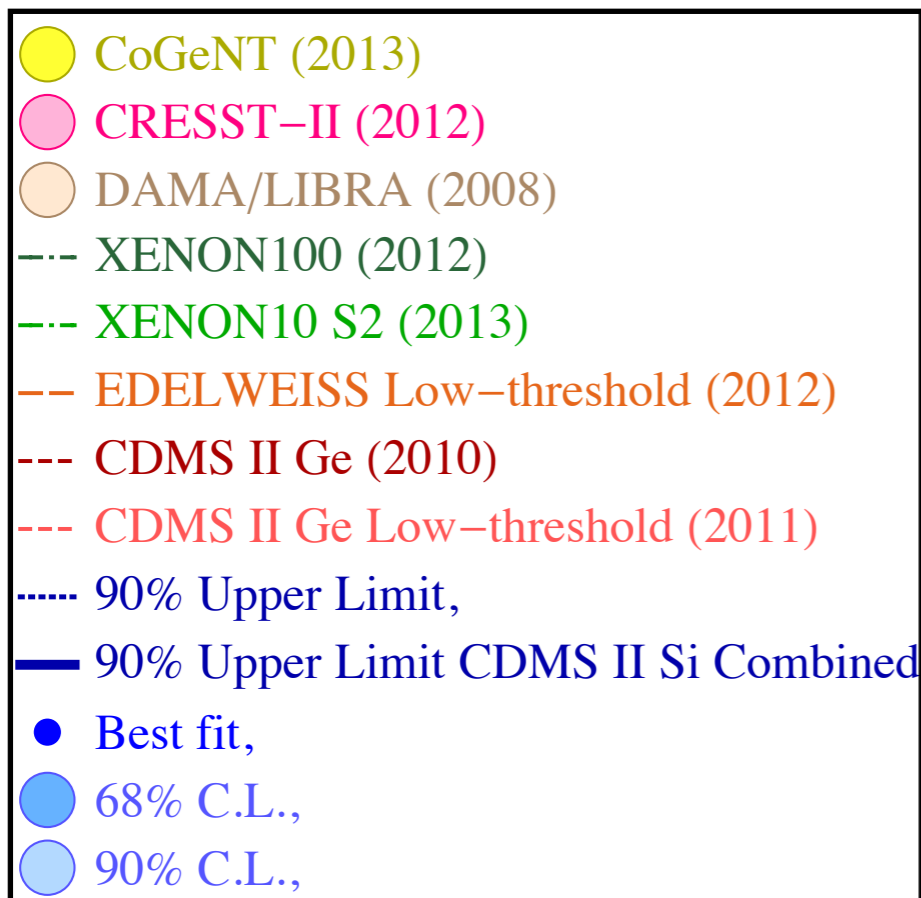 CoGeNT (2013)
CRESST−II (2012)
DAMA/LIBRA (2008)
XENON100 (2012)
XENON10 S2 (2013)
EDELWEISS Low−threshold (2012)
CDMS II Ge (2010)
CDMS II Ge Low−threshold (2011)
90% Upper Limit,
90% Upper Limit CDMS II Si Combined
Best fit,
68% C.L.,
90% C.L.,